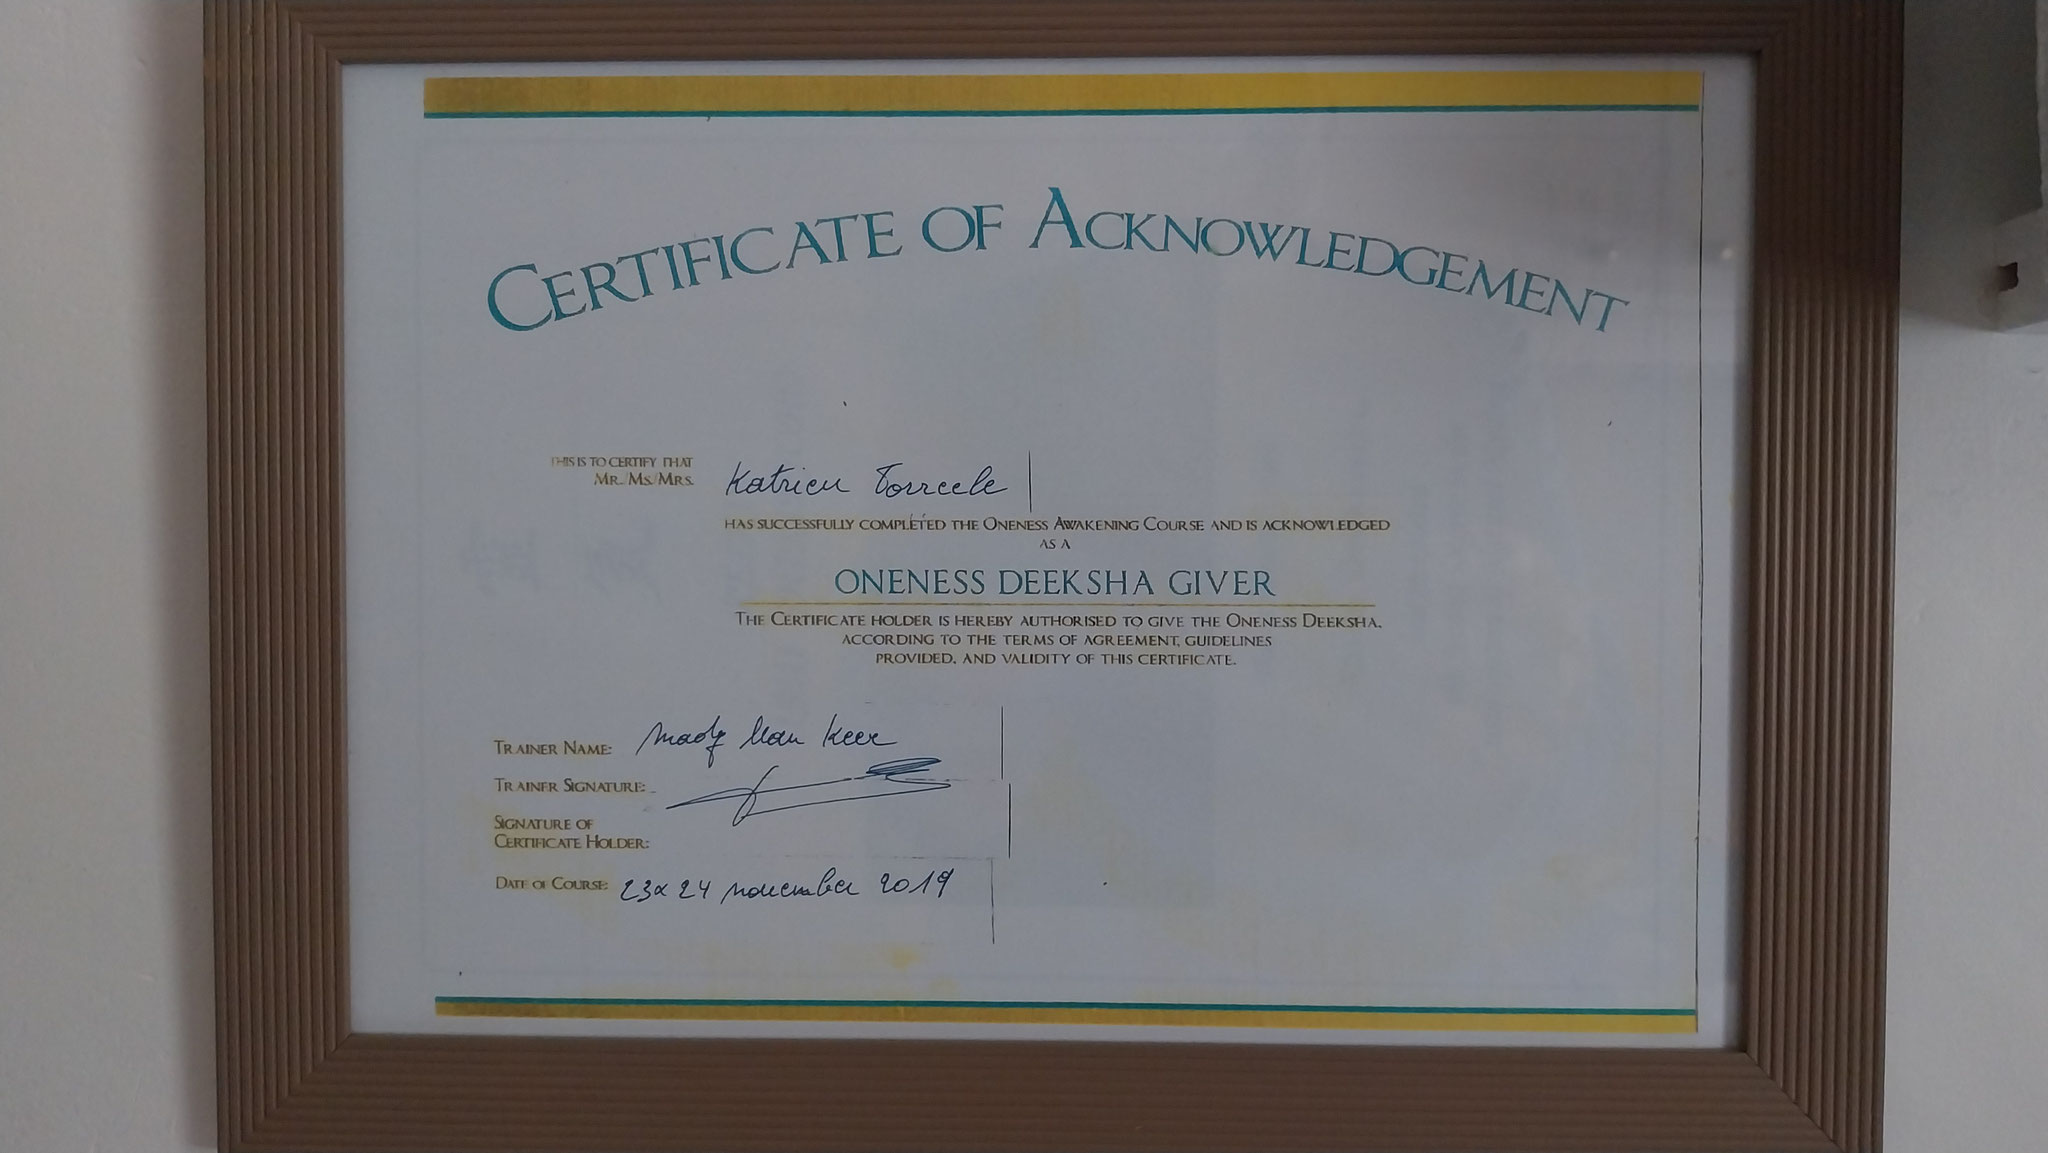 CERTIFICATE OF ACKNOWLEDGEMENT
THIS IS TO CERTIFY THAT
MR./MS./MRS. Katrien Torreele
HAS SUCCESSFULLY COMPLETED THE ONENESS AWAKENING COURSE AND IS ACKNOWLEDGED
AS A
ONENESS DEEKSHA GIVER
THE CERTIFICATE HOLDER IS HEREBY AUTHORISED TO GIVE THE ONENESS DEEKSHA,
ACCORDING TO THE TERMS OF AGREEMENT, GUIDELINES
PROVIDED, AND VALIDITY OF THIS CERTIFICATE.
TRAINER NAME: Mady Van Keer
TRAINER SIGNATURE:
SIGNATURE OF
CERTIFICATE HOLDER:
DATE OF COURSE: 23 & 24 november 2019